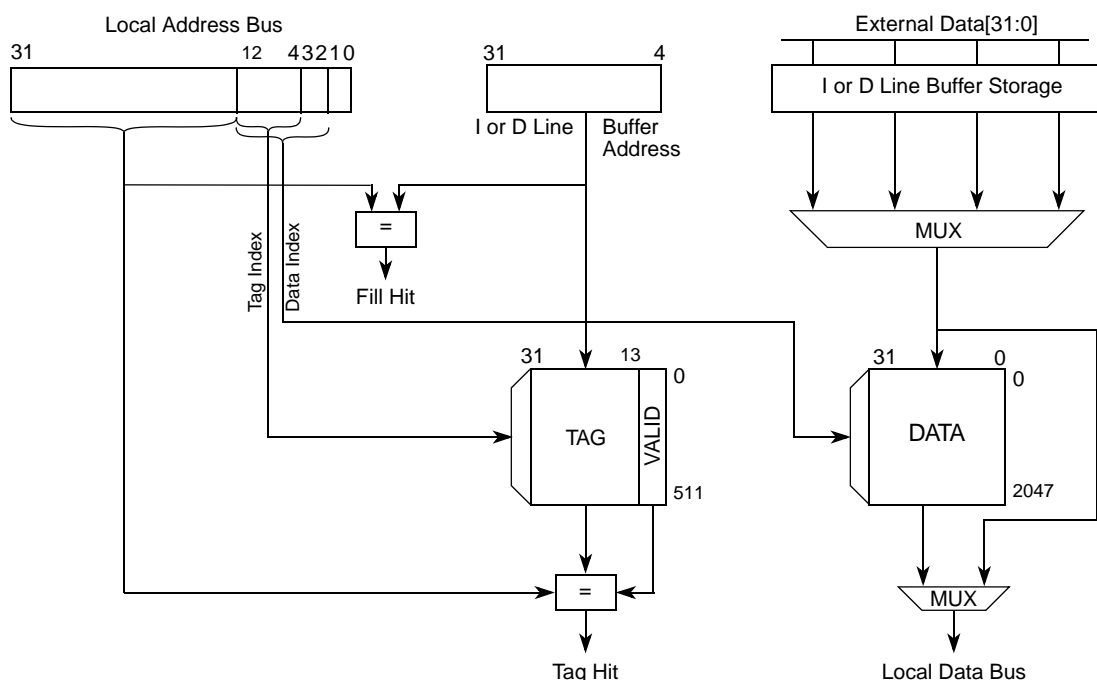 Local Address Bus
31 12 4 3 2 1 0
31 4
I or D Line Buffer Address
External Data[31:0]
I or D Line Buffer Storage
MUX
=
Fill Hit
Tag Index
Data Index
31 13
0
TAG
VALID
511
31 0
0
DATA
2047
=
Tag Hit
MUX
Local Data Bus